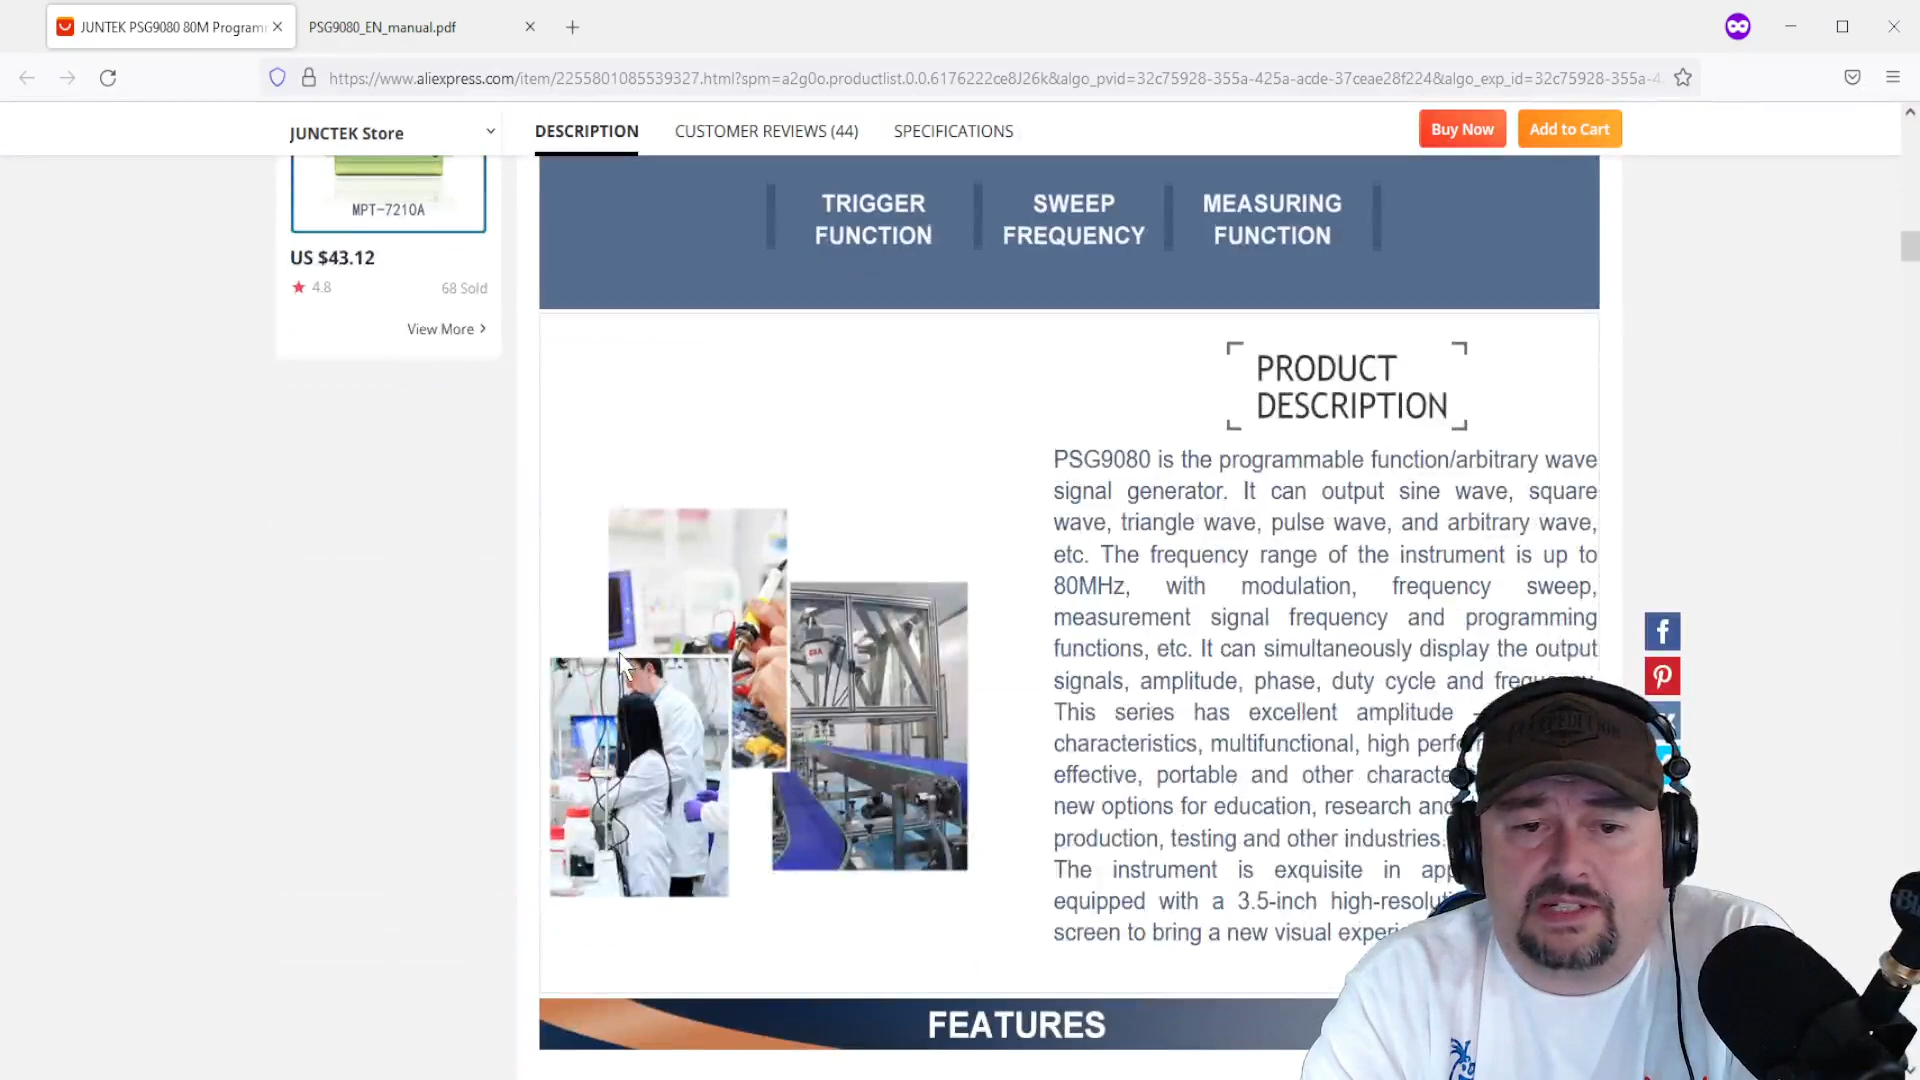 JUNTEK PSG9080 80M Program
PSG9080_EN_manual.pdf
https://www.aliexpress.com/item/2255801085539327.html?spm=a2g0o.productlist.0.0.6176222ce8J26k&algo_pvid=32c75928-355a-425a-acde-37ceae28f224&algo_exp_id=32c75928-355a-4
JUNCTEK Store
DESCRIPTION
CUSTOMER REVIEWS (44)
SPECIFICATIONS
Buy Now
Add to Cart
MPT-7210A
US $43.12
4.8
68 Sold
View More
TRIGGER
FUNCTION
SWEEP
FREQUENCY
MEASURING
FUNCTION
PRODUCT
DESCRIPTION
PSG9080 is the programmable function/arbitrary wave
signal generator. It can output sine wave, square
wave, triangle wave, pulse wave, and arbitrary wave,
etc. The frequency range of the instrument is up to
80MHz, with modulation, frequency sweep,
measurement signal frequency and programming
functions, etc. It can simultaneously display the output
signals, amplitude, phase, duty cycle and
This series has excellent amplitude
characteristics, multifunctional, high
effective, portable and other
new options for education, research and
production, testing and other industries.
The instrument is exquisite in
equipped with a 3.5-inch
screen to bring a new visual
FEATURES